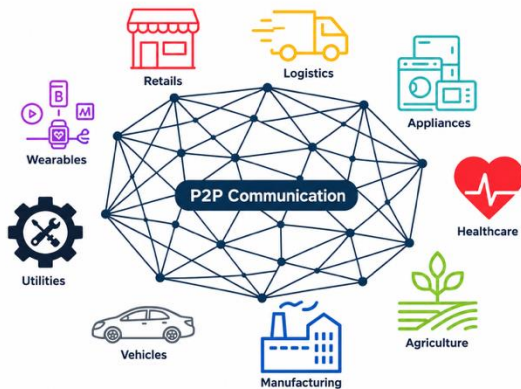 Retails
Logistics
Appliances
Wearables
B
P2P Communication
Healthcare
Utilities
Agriculture
Vehicles
Manufacturing